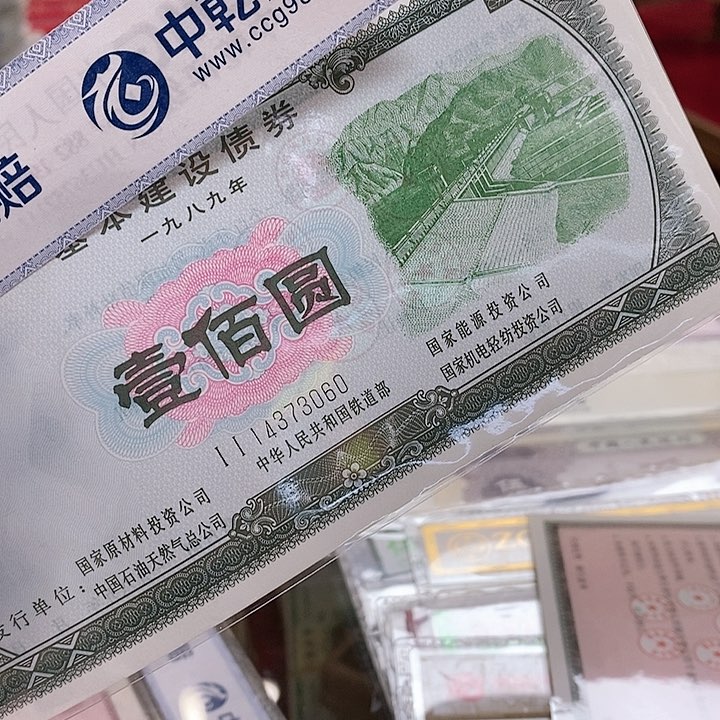 中乾
www.ccg98
赔
基本建设债券
一九八九年
壹佰圆
II 14373060
国家能源投资公司
国家机电轻纺投资公司
中华人民共和国铁道部
国家原材料投资公司
发行单位：中国石油天然气总公司